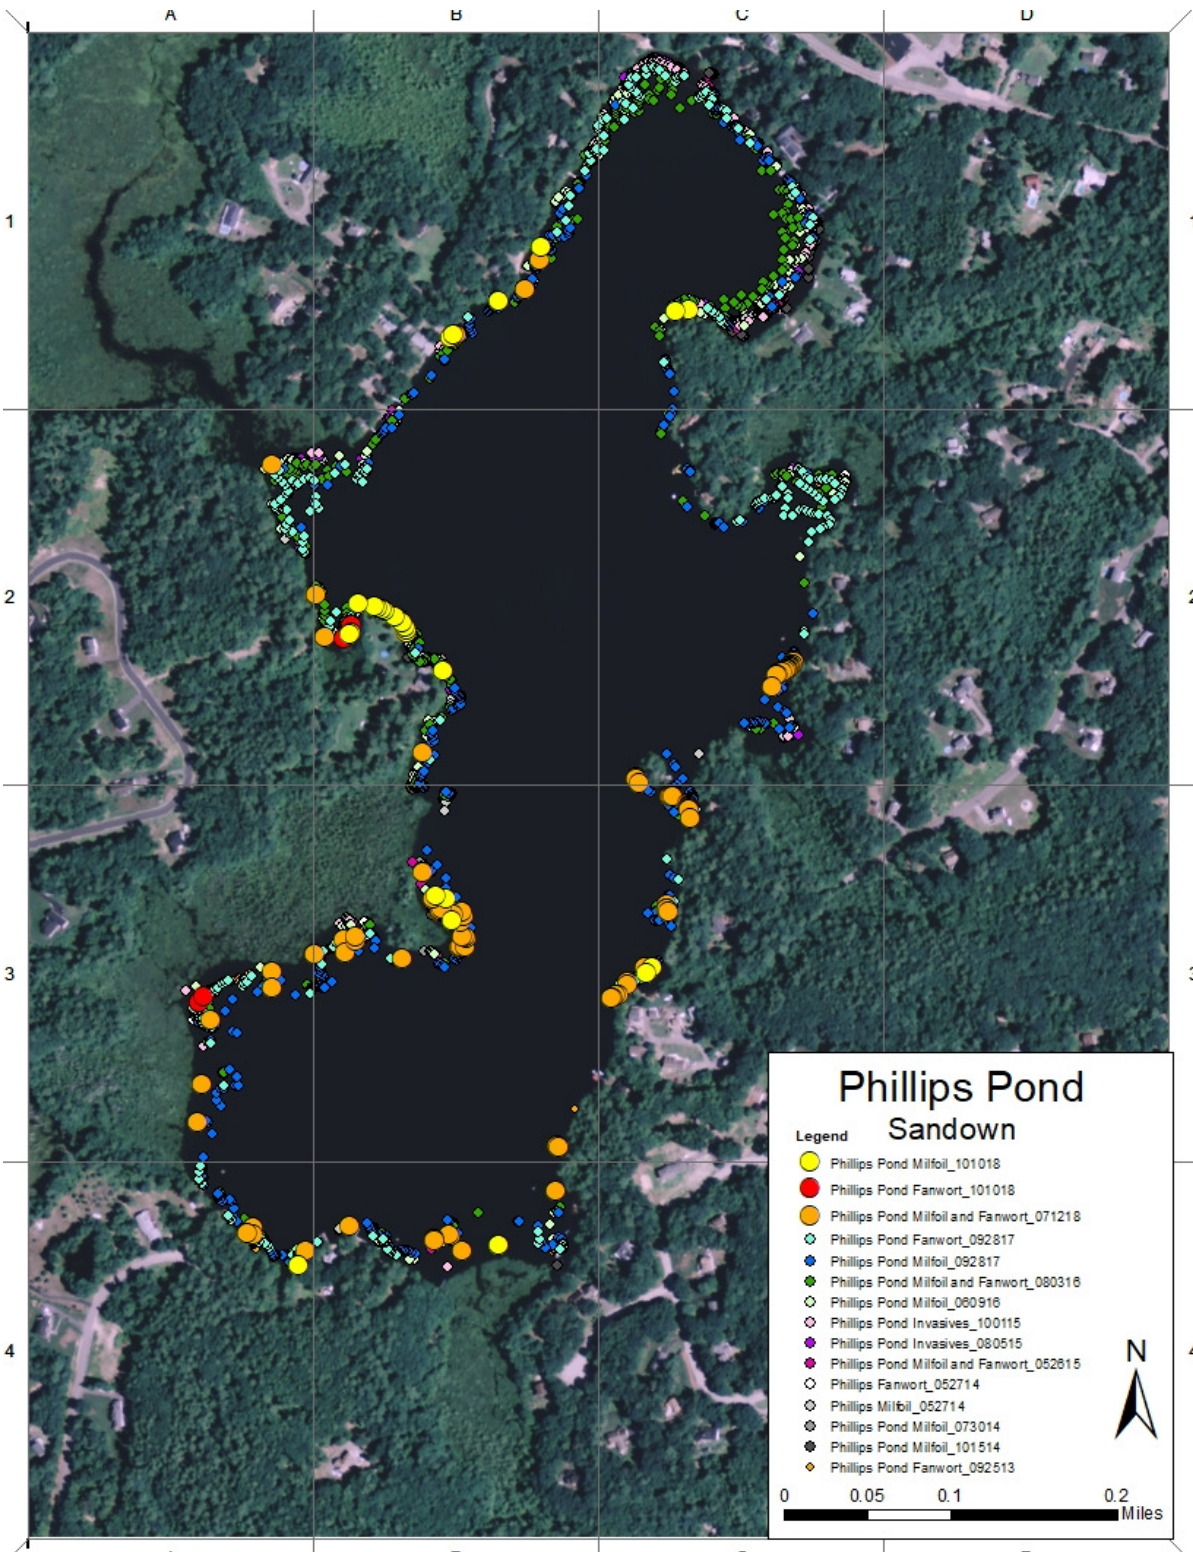 A B C D
1
2
2
3
3
4
4
Phillips Pond
Sandown
Legend
Phillips Pond Milfoil_101018
Phillips Pond Fanwort_101018
Phillips Pond Milfoil and Fanwort_071218
Phillips Pond Fanwort_092817
Phillips Pond Milfoil_092817
Phillips Pond Milfoil and Fanwort_080316
Phillips Pond Milfoil_060916
Phillips Pond Invasives_100115
Phillips Pond Invasives_080515
Phillips Pond Milfoil and Fanwort_052615
Phillips Fanwort_052714
Phillips Milfoil_052714
Phillips Pond Milfoil_073014
Phillips Pond Milfoil_101514
Phillips Pond Fanwort_092513
N
0 0.05 0.1 0.2
Miles